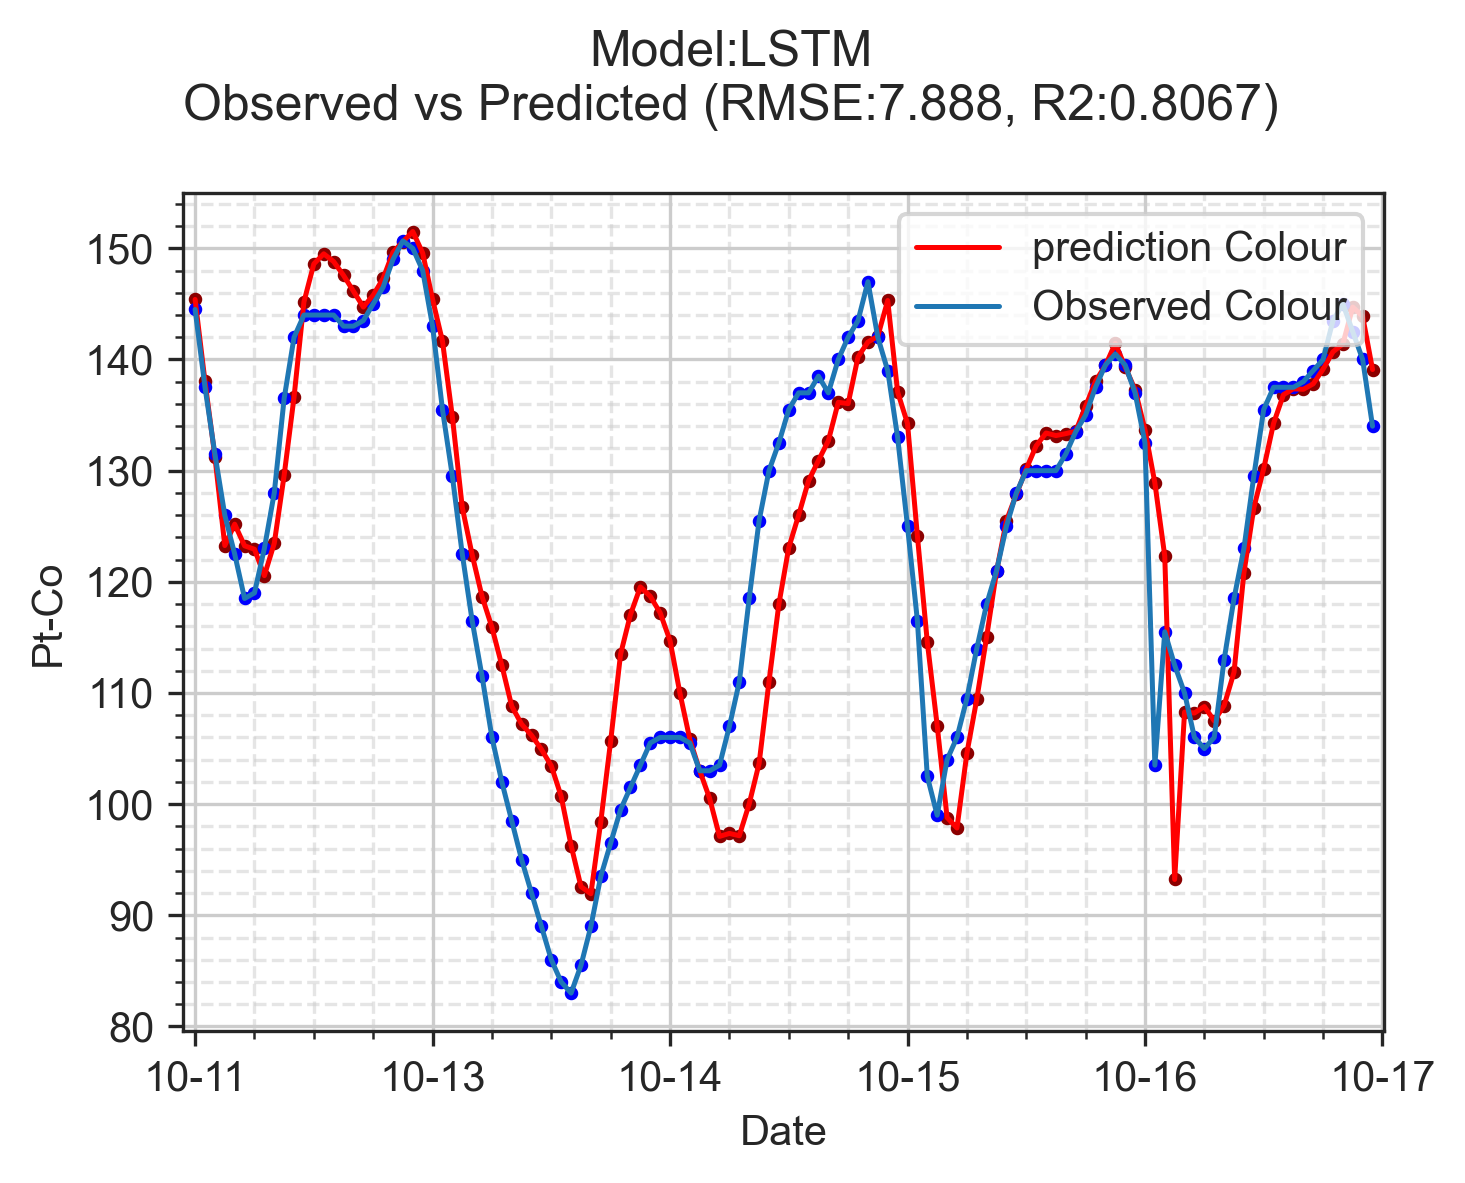 Model:LSTM
Observed vs Predicted (RMSE:7.888, R2:0.8067)
prediction Colour
Observed Colour
150
140
130
120
110
100
90
80
Pt-Co
10-11 10-13 10-14 10-15 10-16 10-17
Date